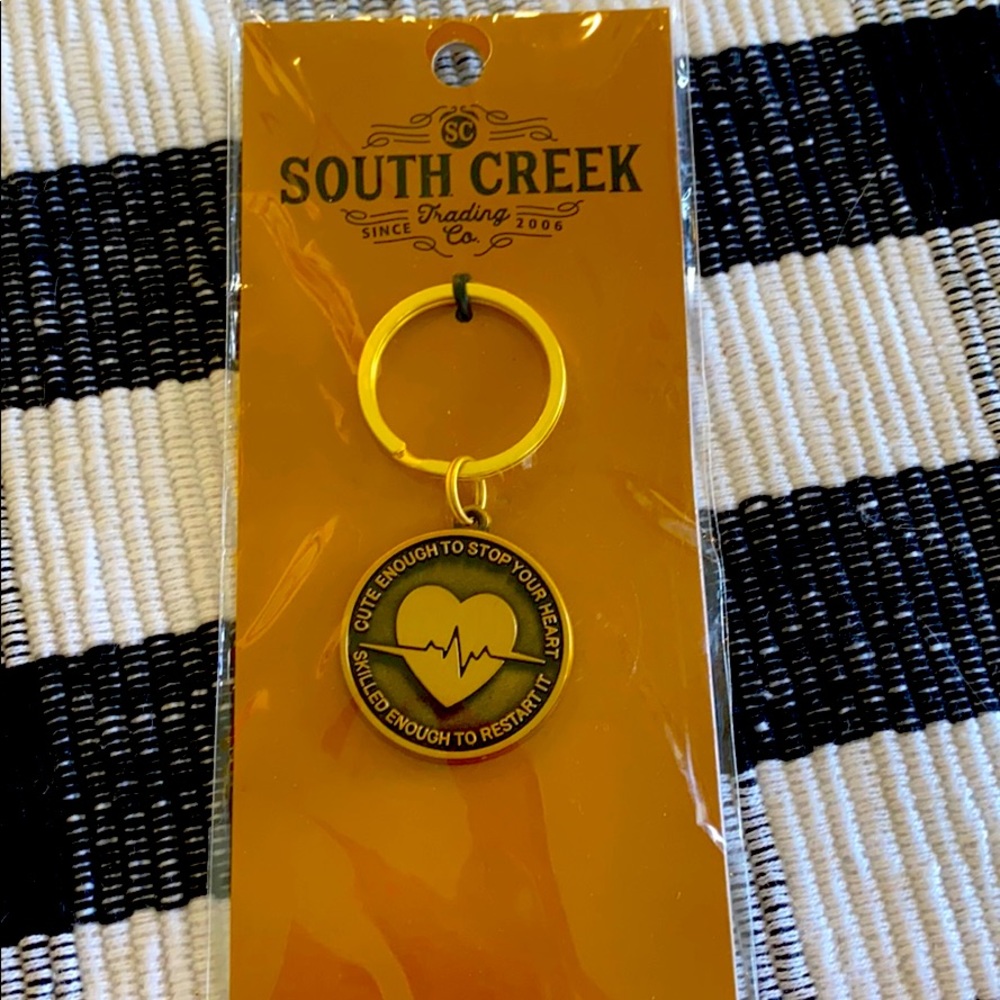 SC
SOUTH CREEK
Trading
SINCE Co. 2006
CUTE ENOUGH TO STOP YOUR HEART
SKILLED ENOUGH TO RESTART IT